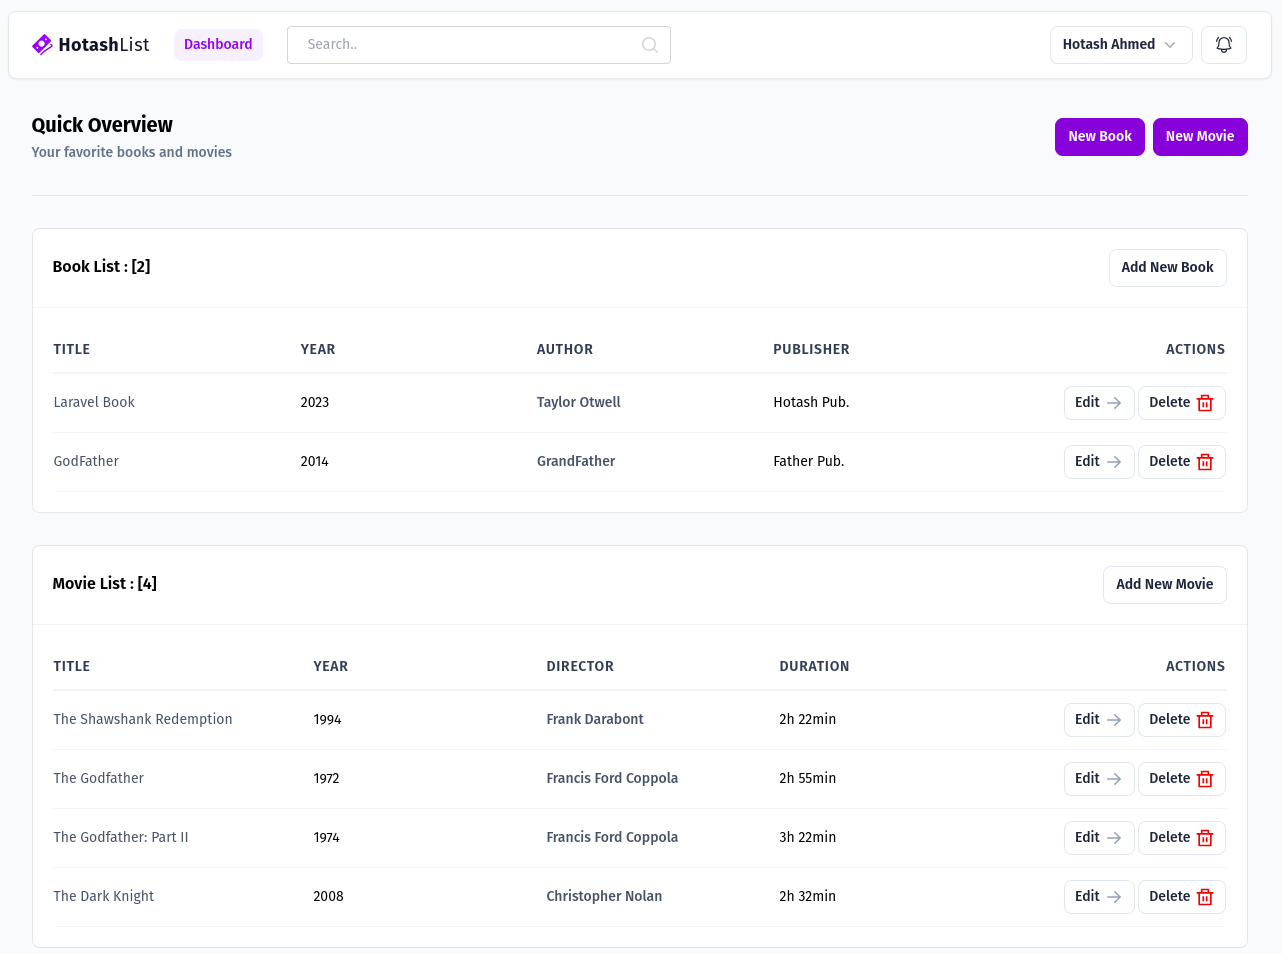 HotashList Dashboard Search.. Hotash Ahmed
Quick Overview
Your favorite books and movies
New Book New Movie
Book List : [2] Add New Book
TITLE YEAR AUTHOR PUBLISHER ACTIONS
Laravel Book 2023 Taylor Otwell Hotash Pub. Edit Delete
GodFather 2014 GrandFather Father Pub. Edit Delete
Movie List : [4] Add New Movie
TITLE YEAR DIRECTOR DURATION ACTIONS
The Shawshank Redemption 1994 Frank Darabont 2h 22min Edit Delete
The Godfather 1972 Francis Ford Coppola 2h 55min Edit Delete
The Godfather: Part II 1974 Francis Ford Coppola 3h 22min Edit Delete
The Dark Knight 2008 Christopher Nolan 2h 32min Edit Delete